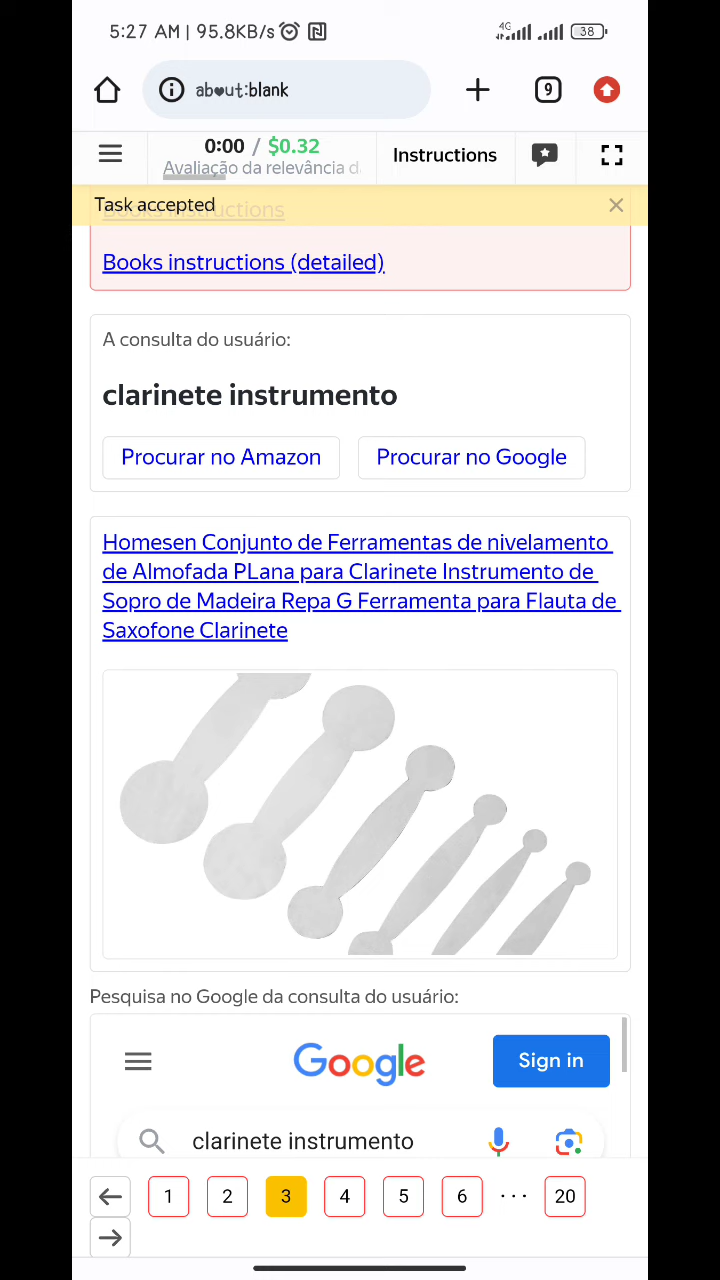 5:27 AM | 95.8KB/s
4G
38
about:blank
9
0:00 / $0.32
Avaliação da relevância d
Instructions
Task accepted
Books instructions
Books instructions (detailed)
A consulta do usuário:
clarinete instrumento
Procurar no Amazon
Procurar no Google
Homesen Conjunto de Ferramentas de nivelamento
de Almofada PLana para Clarinete Instrumento de
Sopro de Madeira Repa G Ferramenta para Flauta de
Saxofone Clarinete
Pesquisa no Google da consulta do usuário:
Google
Sign in
clarinete instrumento
1 2 3 4 5 6 ··· 20